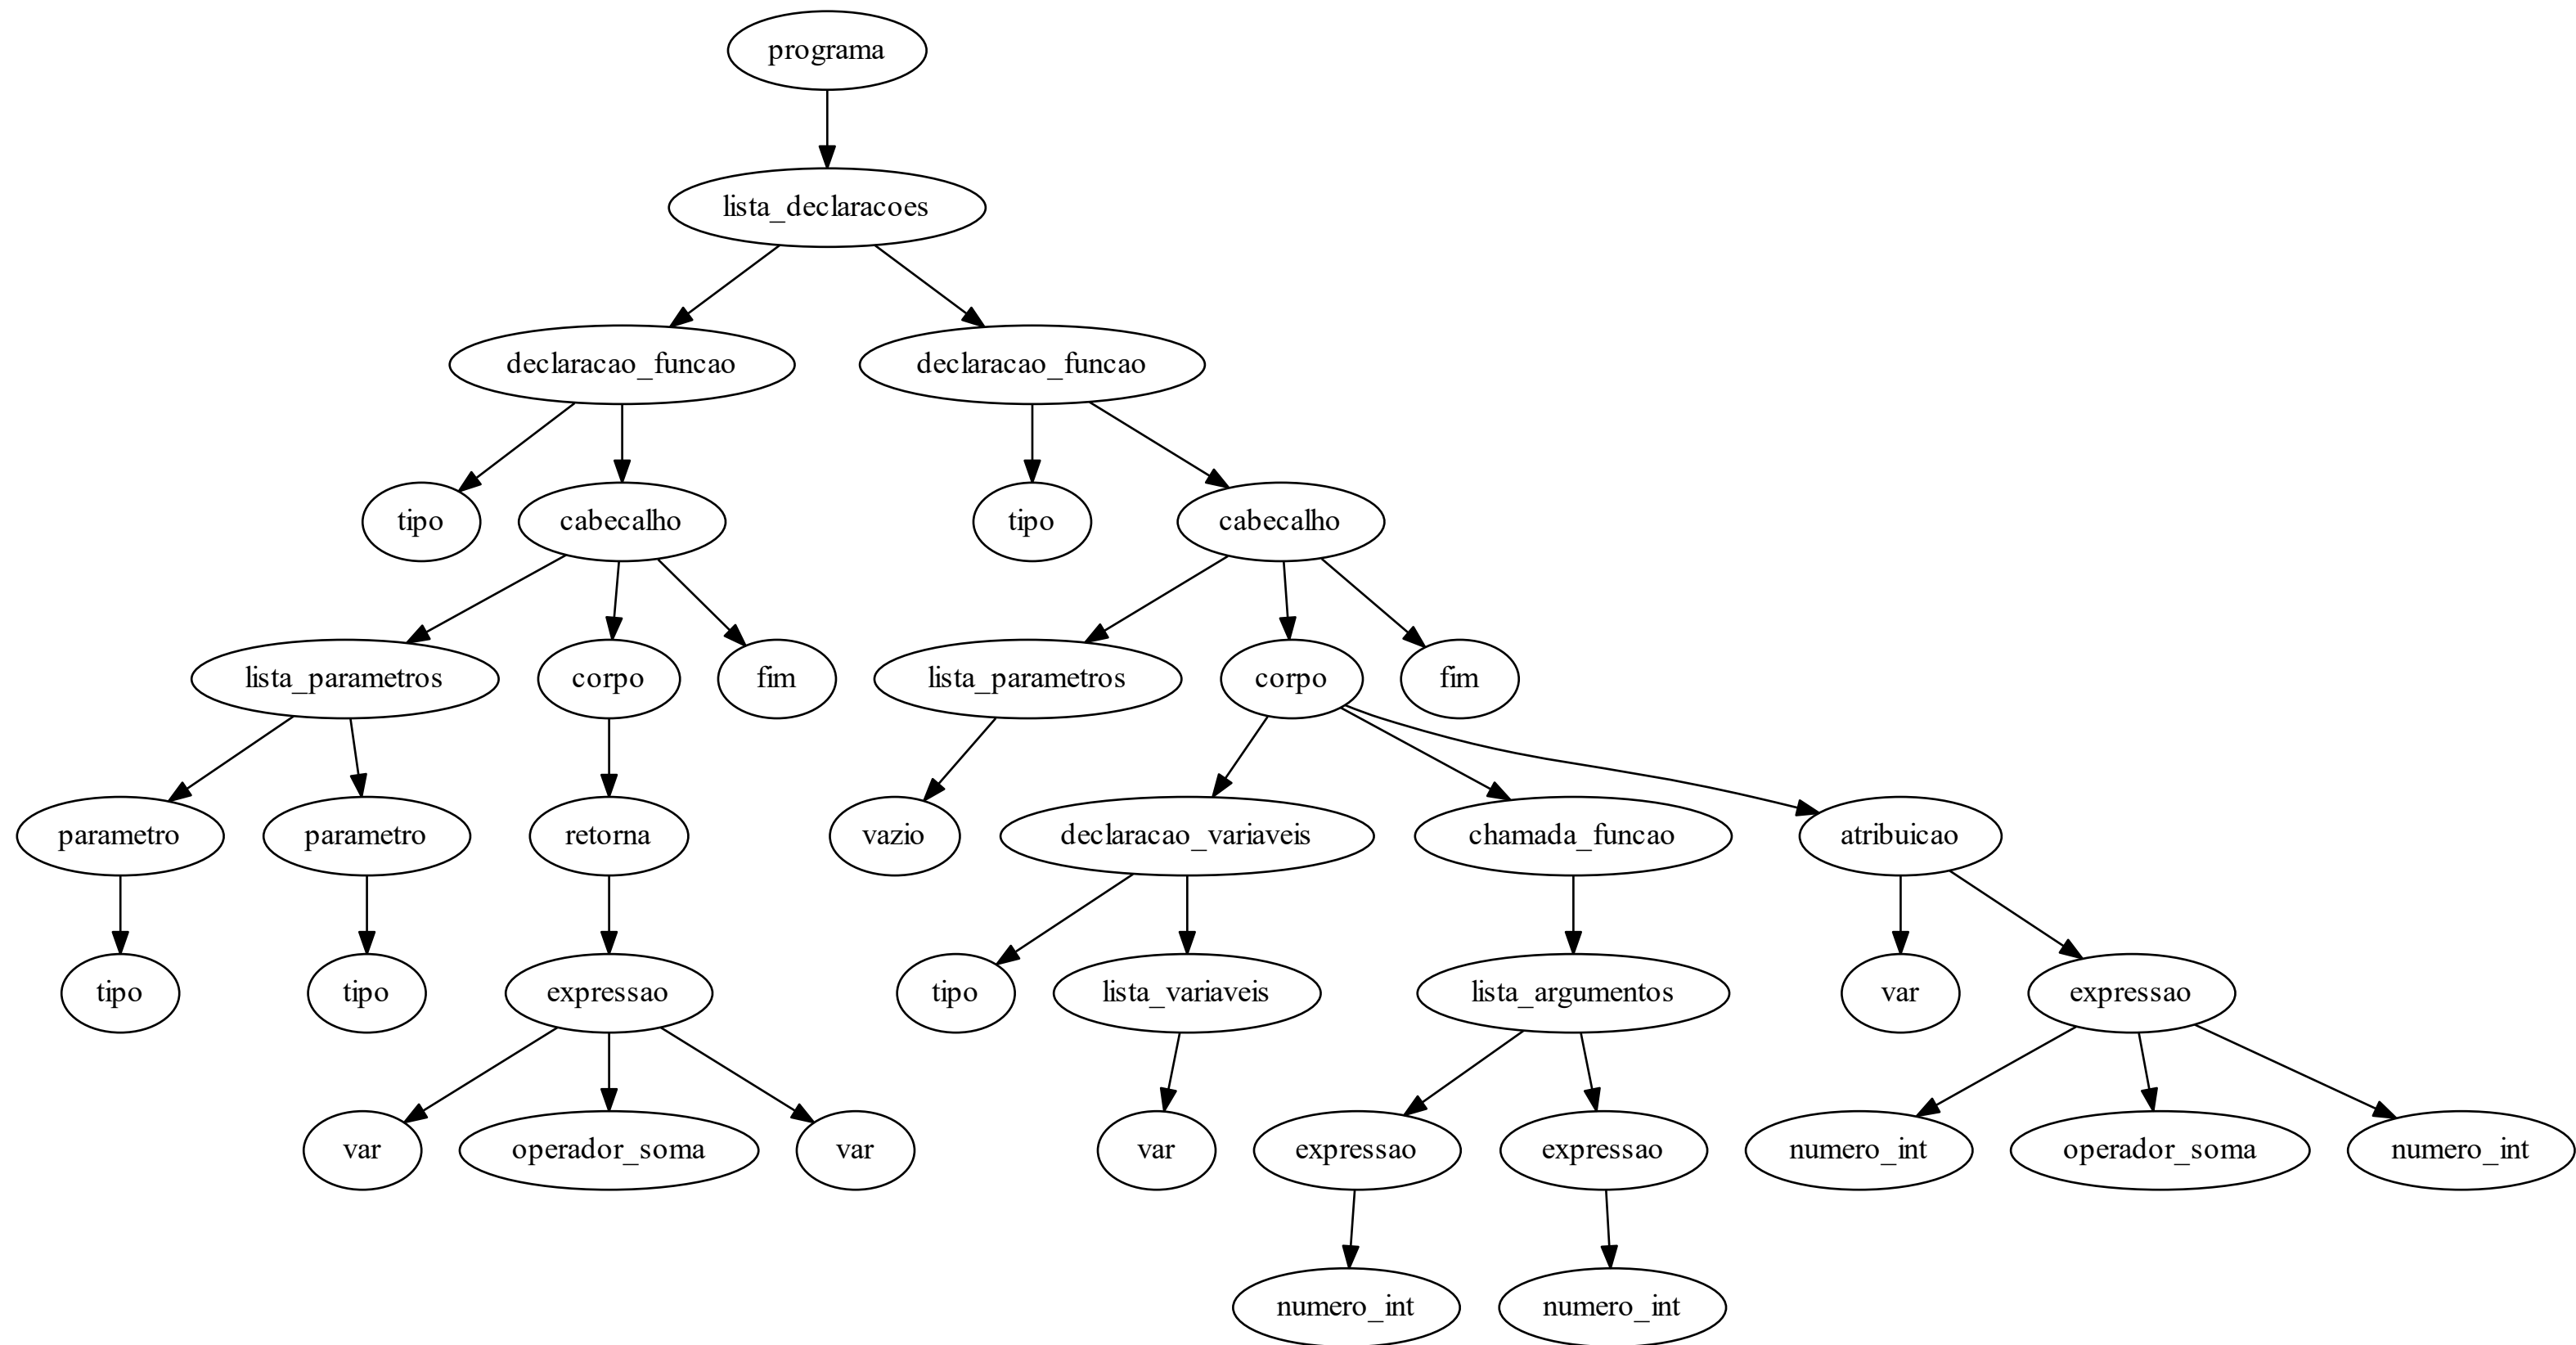 programa
lista_declaracoes
declaracao_funcao
declaracao_funcao
tipo
cabecalho
tipo
cabecalho
lista_parametros
corpo
fim
lista_parametros
corpo
fim
parametro
parametro
retorna
vazio
declaracao_variaveis
chamada_funcao
atribuicao
tipo
tipo
expressao
tipo
lista_variaveis
lista_argumentos
var
expressao
var
operador_soma
var
var
expressao
expressao
numero_int
operador_soma
numero_int
numero_int
numero_int